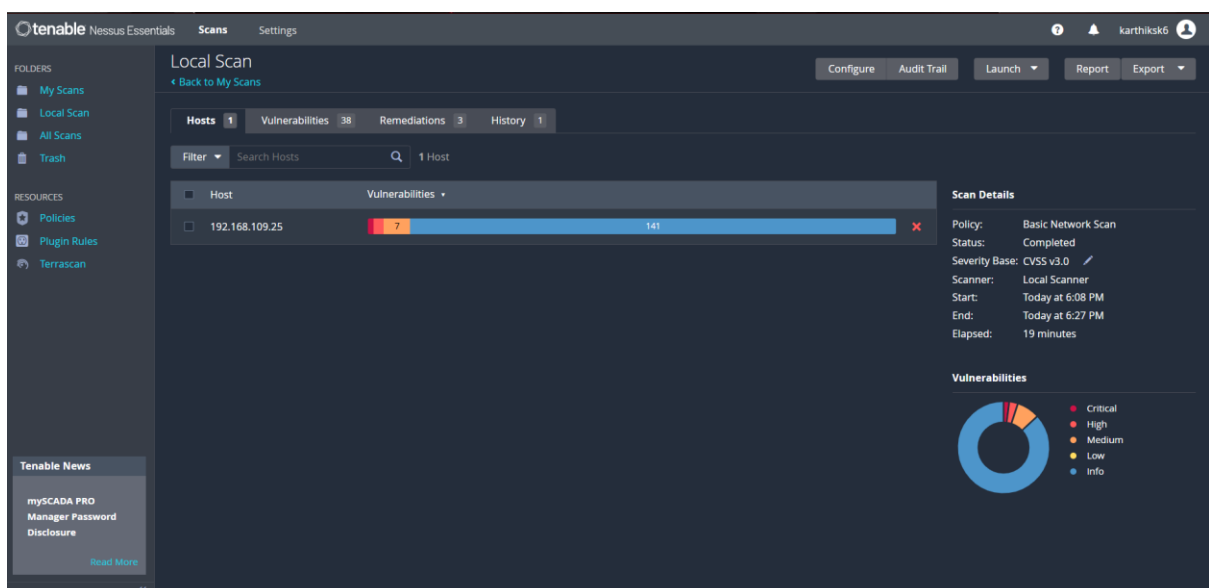 tenable Nessus Essentials Scans Settings karthiksk6
FOLDERS
My Scans
Local Scan
All Scans
Trash
RESOURCES
Policies
Plugin Rules
Terrascan
Tenable News
mySCADA PRO
Manager Password
Disclosure
Read More
Local Scan
Back to My Scans
Configure Audit Trail Launch Report Export
Hosts 1 Vulnerabilities 38 Remediations 3 History 1
Filter Search Hosts 1 Host
Host Vulnerabilities
192.168.109.25 7 141
Scan Details
Policy: Basic Network Scan
Status: Completed
Severity Base: CVSS v3.0
Scanner: Local Scanner
Start: Today at 6:08 PM
End: Today at 6:27 PM
Elapsed: 19 minutes
Vulnerabilities
Critical
High
Medium
Low
Info